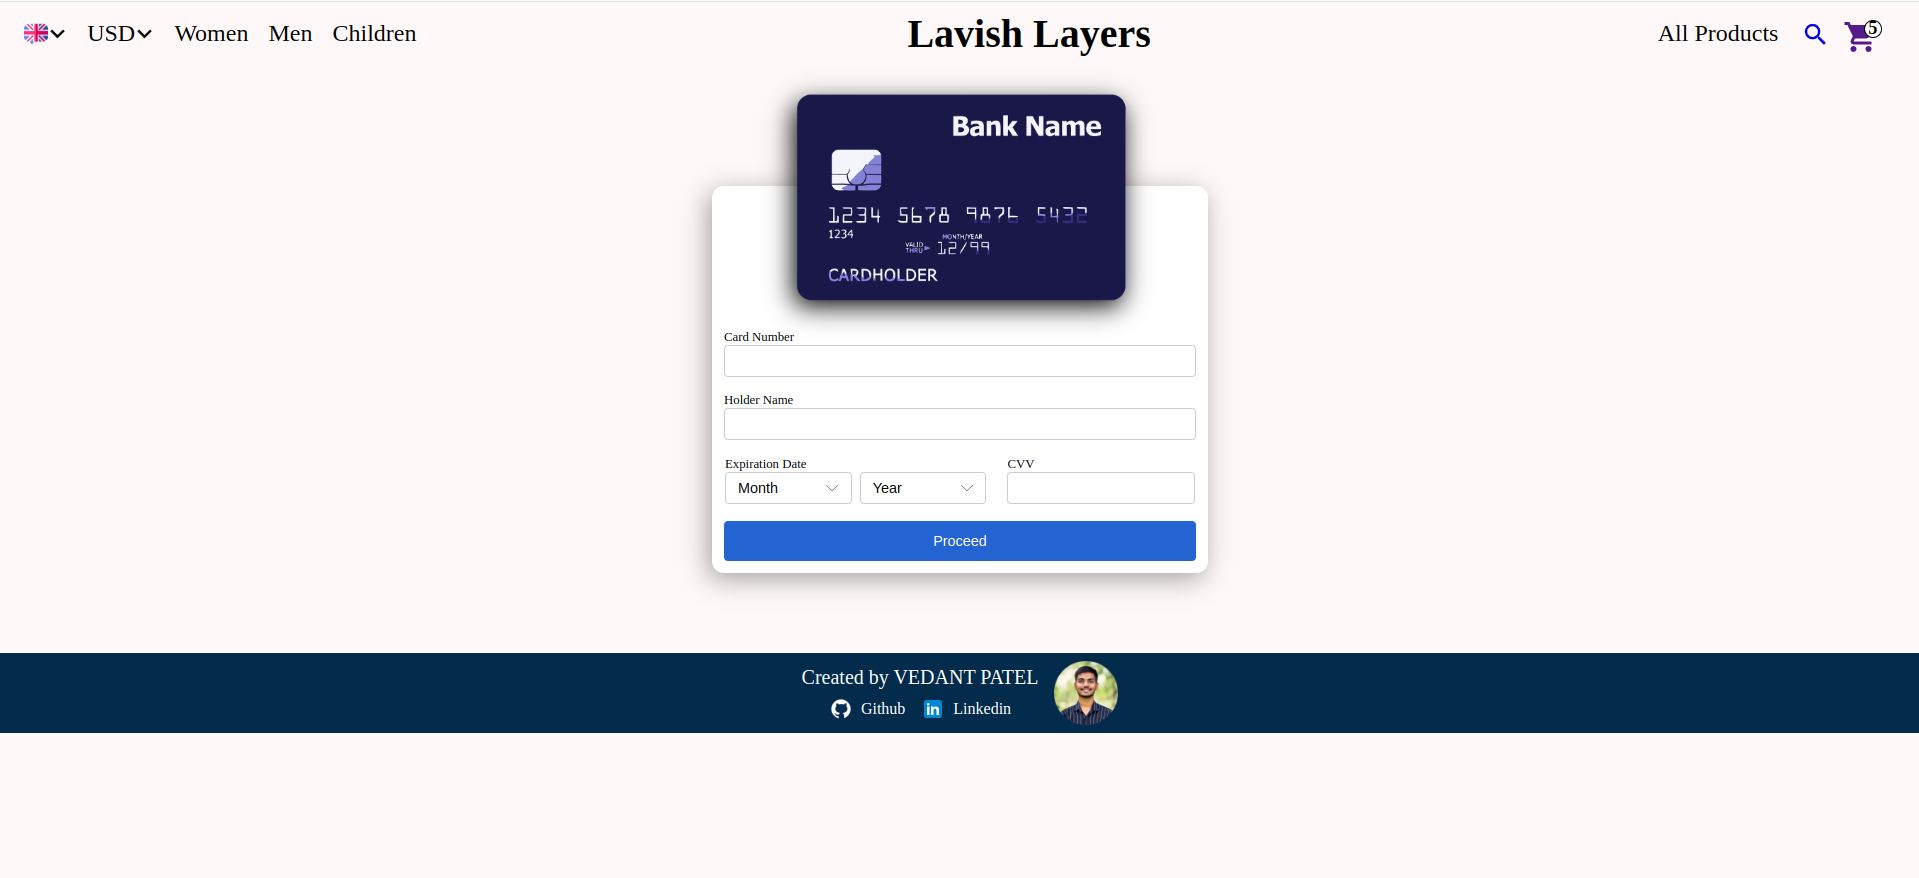 USD Women Men Children Lavish Layers All Products 5
Bank Name
1234 5678 9876 5432
1234
MONTH/YEAR
VALID THRU 12/99
CARDHOLDER
Card Number
Holder Name
Expiration Date CVV
Month Year
Proceed
Created by VEDANT PATEL
Github in Linkedin